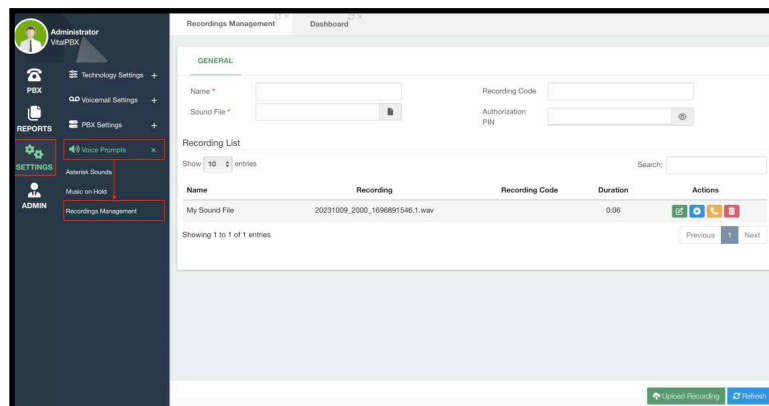 Administrator
VitalPBX
PBX
REPORTS
SETTINGS
ADMIN
Technology Settings +
Voicemail Settings +
PBX Settings +
Voice Prompts ×
Asterisk Sounds
Music on Hold
Recordings Management
Recordings Management Dashboard
GENERAL
Name * Recording Code
Sound File * Authorization PIN
Recording List
Show 10 entries Search:
Name Recording Recording Code Duration Actions
My Sound File 20231009_2000_1696891546.1.wav 0:06
Showing 1 to 1 of 1 entries Previous 1 Next
Upload Recording Refresh